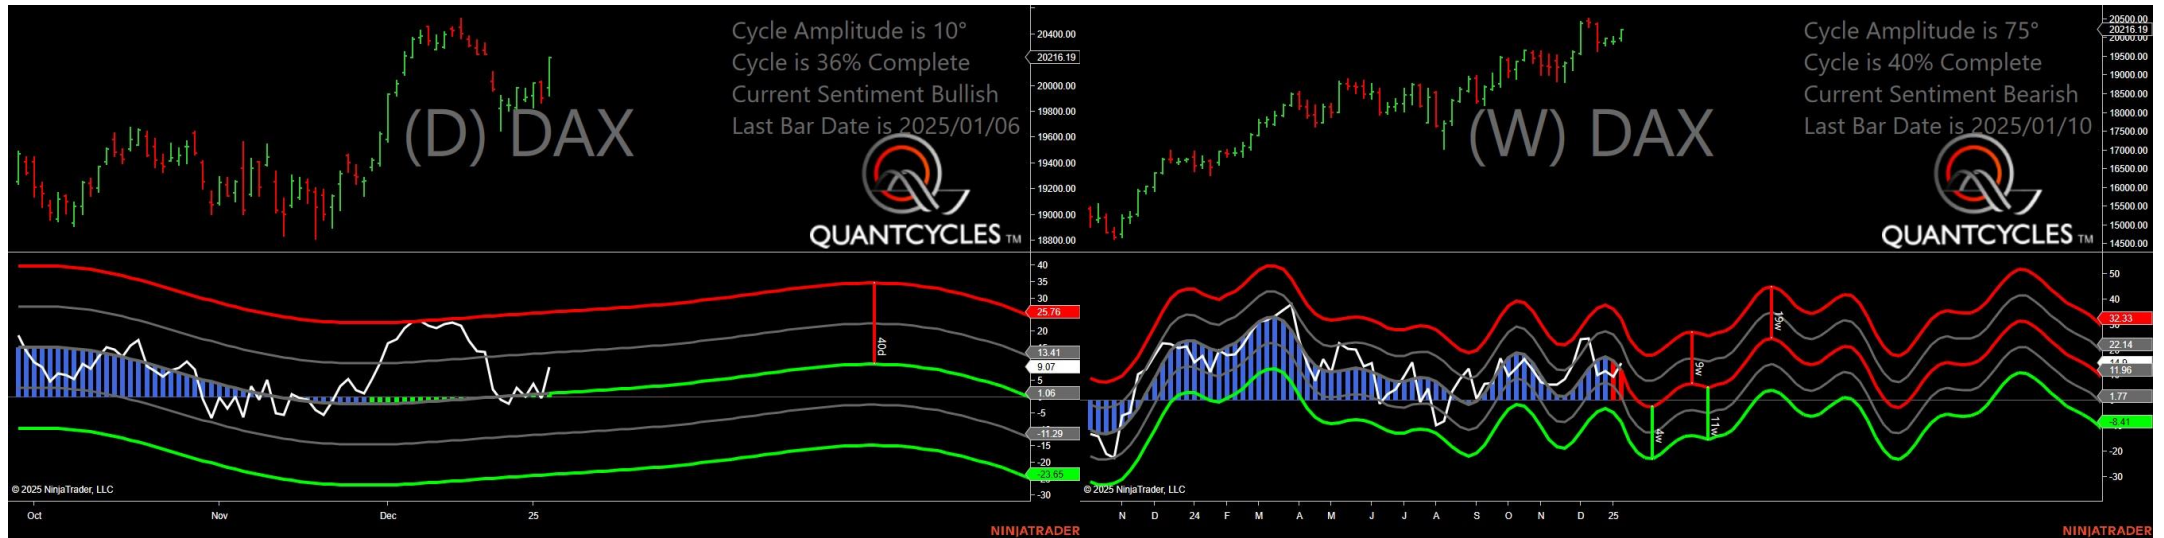 Cycle Amplitude is 10°
Cycle is 36% Complete
Current Sentiment Bullish
Last Bar Date is 2025/01/06
(D) DAX
QUANTCYCLES TM
20400.00
20216.19
20000.00
19800.00
19600.00
19400.00
19200.00
19000.00
18800.00
40
35
30
25.76
20
13.41
9.07
5
1.06
-5
-11.29
-15
-20
-23.65
-30
40d
© 2025 NinjaTrader, LLC
Oct Nov Dec 25
NINJATRADER
Cycle Amplitude is 75°
Cycle is 40% Complete
Current Sentiment Bearish
Last Bar Date is 2025/01/10
(W) DAX
QUANTCYCLES TM
20500.00
20216.19
20000.00
19500.00
19000.00
18500.00
18000.00
17500.00
17000.00
16500.00
16000.00
15500.00
15000.00
14500.00
50
40
32.33
22.14
11.96
1.77
-8.41
-20
-30
4w
9w
11w
19w
© 2025 NinjaTrader, LLC
N D 24 F M A M J J A S O N D 25
NINJATRADER